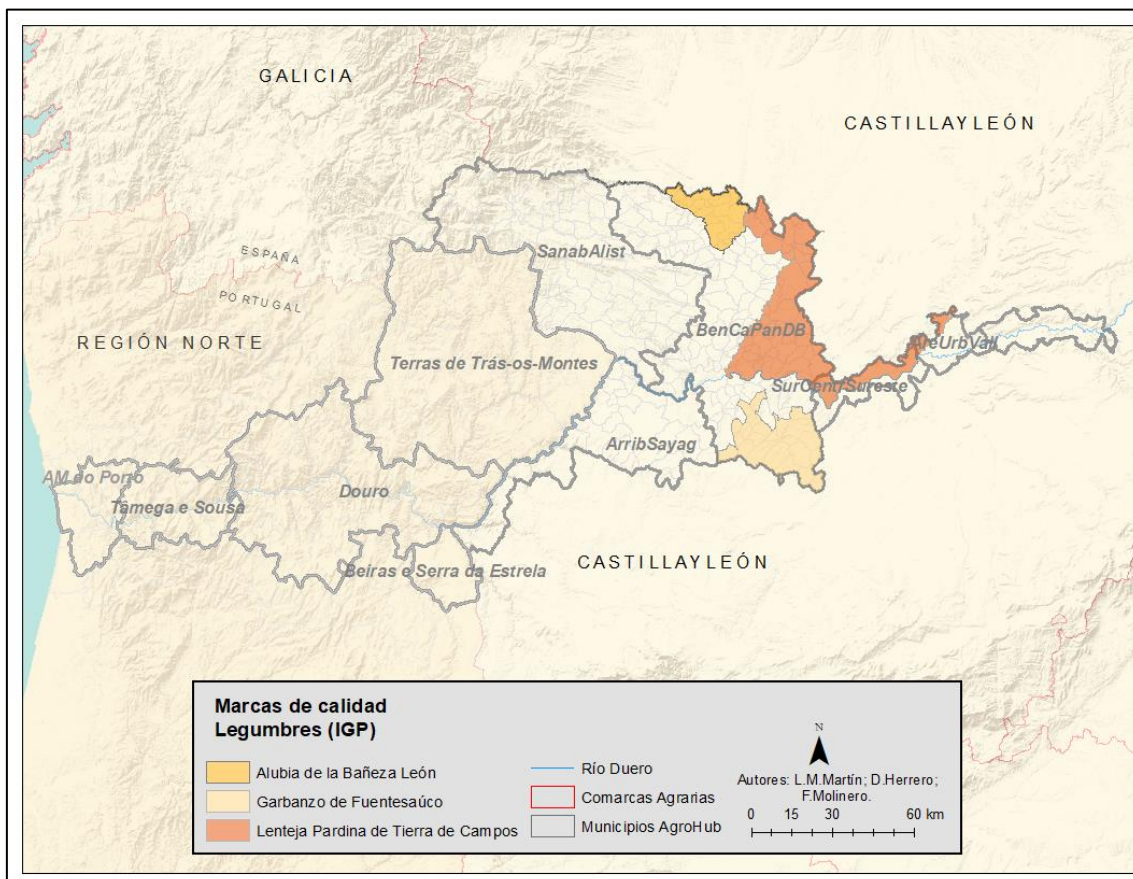 GALICIA
CASTILLAYLEÓN
SanabAlist
ESPAÑA
PORTUGAL
REGIÓN NORTE
BenCaPanDB
AreUrbVall
Terras de Trás-os-Montes
SurCentrSureste
ArribSayag
AM do Porto
Douro
Tâmega e Sousa
Beiras e Serra da Estrela
CASTILLAYLEÓN
Marcas de calidad
Legumbres (IGP)
Alubia de la Bañeza León
Garbanzo de Fuentesaúco
Lenteja Pardina de Tierra de Campos
Río Duero
Comarcas Agrarias
Municipios AgroHub
N
Autores: L.M.Martín; D.Herrero;
F.Molinero.
0 15 30 60 km